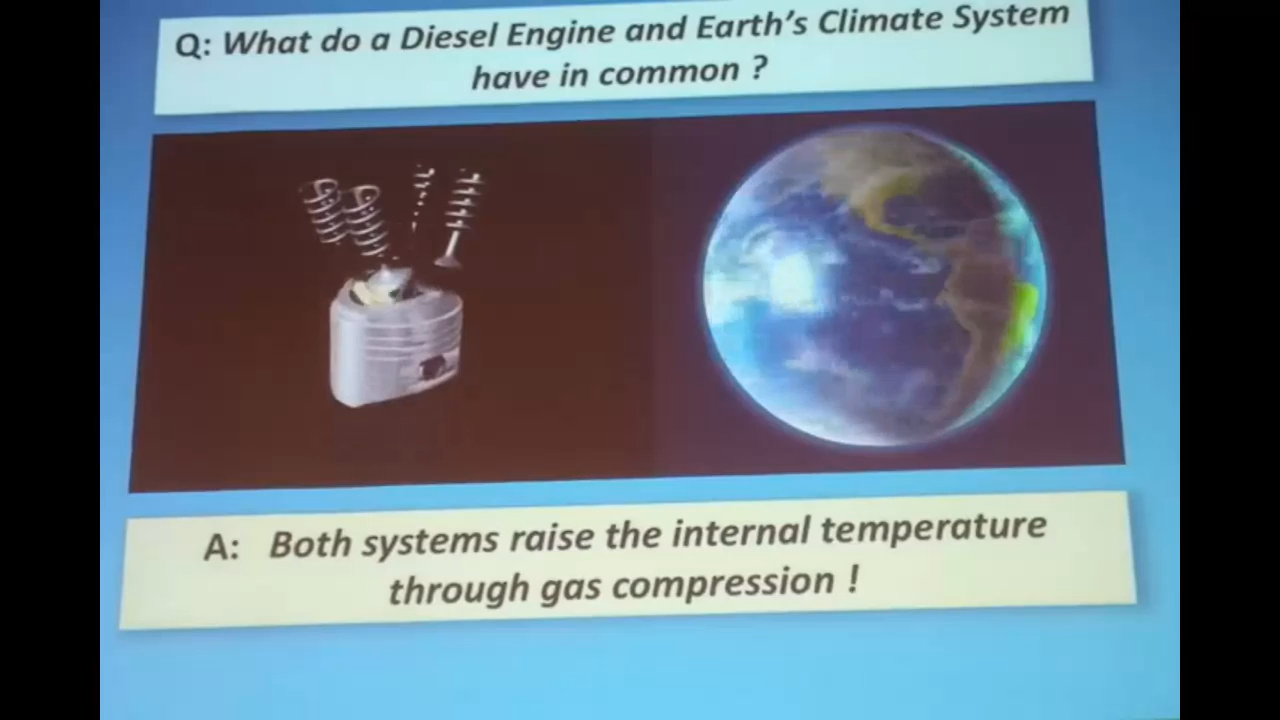 Q: What do a Diesel Engine and Earth's Climate System
have in common ?
A: Both systems raise the internal temperature
through gas compression !